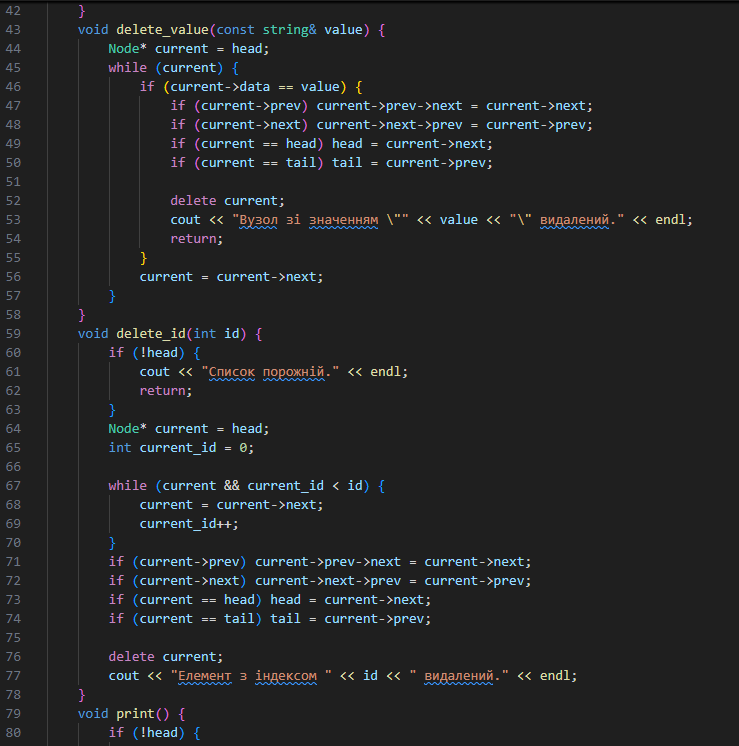 42 }
43 void delete_value(const string& value) {
44 Node* current = head;
45 while (current) {
46 if (current->data == value) {
47 if (current->prev) current->prev->next = current->next;
48 if (current->next) current->next->prev = current->prev;
49 if (current == head) head = current->next;
50 if (current == tail) tail = current->prev;
51
52 delete current;
53 cout << "Вузол зі значенням \"" << value << "\" видалений." << endl;
54 return;
55 }
56 current = current->next;
57 }
58 }
59 void delete_id(int id) {
60 if (!head) {
61 cout << "Список порожній." << endl;
62 return;
63 }
64 Node* current = head;
65 int current_id = 0;
66
67 while (current && current_id < id) {
68 current = current->next;
69 current_id++;
70 }
71 if (current->prev) current->prev->next = current->next;
72 if (current->next) current->next->prev = current->prev;
73 if (current == head) head = current->next;
74 if (current == tail) tail = current->prev;
75
76 delete current;
77 cout << "Елемент з індексом " << id << " видалений." << endl;
78 }
79 void print() {
80 if (!head) {